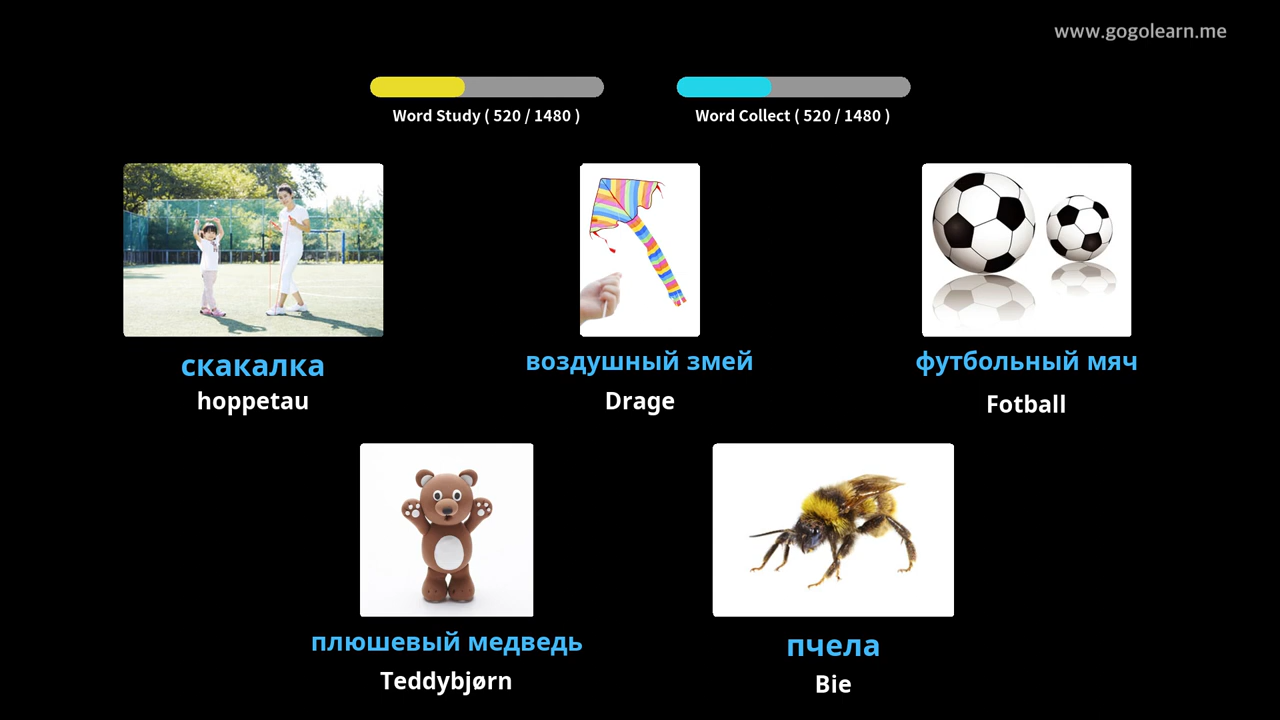 www.gogolearn.me
Word Study ( 520 / 1480 )
Word Collect ( 520 / 1480 )
скакалка
hoppetau
воздушный змей
Drage
футбольный мяч
Fotball
плюшевый медведь
Teddybjørn
пчела
Bie